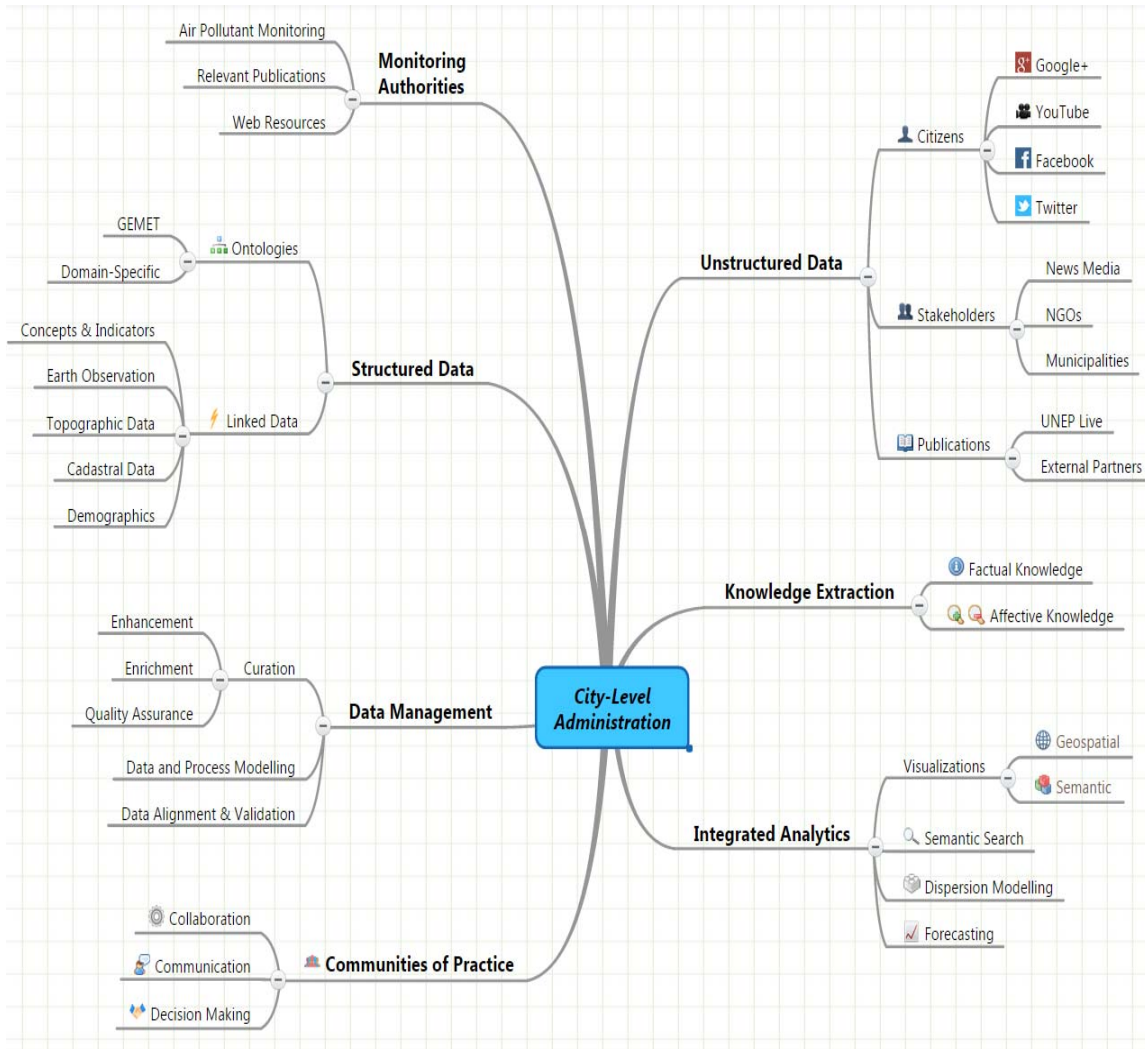 Air Pollutant Monitoring
Relevant Publications
Web Resources
Monitoring
Authorities
GEMET
Domain-Specific
Ontologies
Concepts & Indicators
Earth Observation
Topographic Data
Cadastral Data
Demographics
Linked Data
Structured Data
Enhancement
Enrichment
Quality Assurance
Curation
Data and Process Modelling
Data Alignment & Validation
Data Management
Collaboration
Communication
Decision Making
Communities of Practice
City-Level
Administration
Unstructured Data
Citizens
g+ Google+
YouTube
f Facebook
Twitter
Stakeholders
News Media
NGOs
Municipalities
Publications
UNEP Live
External Partners
Knowledge Extraction
Factual Knowledge
Affective Knowledge
Integrated Analytics
Visualizations
Geospatial
Semantic
Semantic Search
Dispersion Modelling
Forecasting